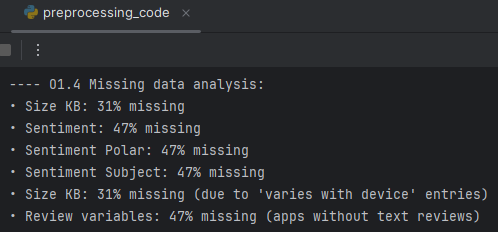 preprocessing_code ×
---- O1.4 Missing data analysis:
• Size KB: 31% missing
• Sentiment: 47% missing
• Sentiment Polar: 47% missing
• Sentiment Subject: 47% missing
• Size KB: 31% missing (due to 'varies with device' entries)
• Review variables: 47% missing (apps without text reviews)